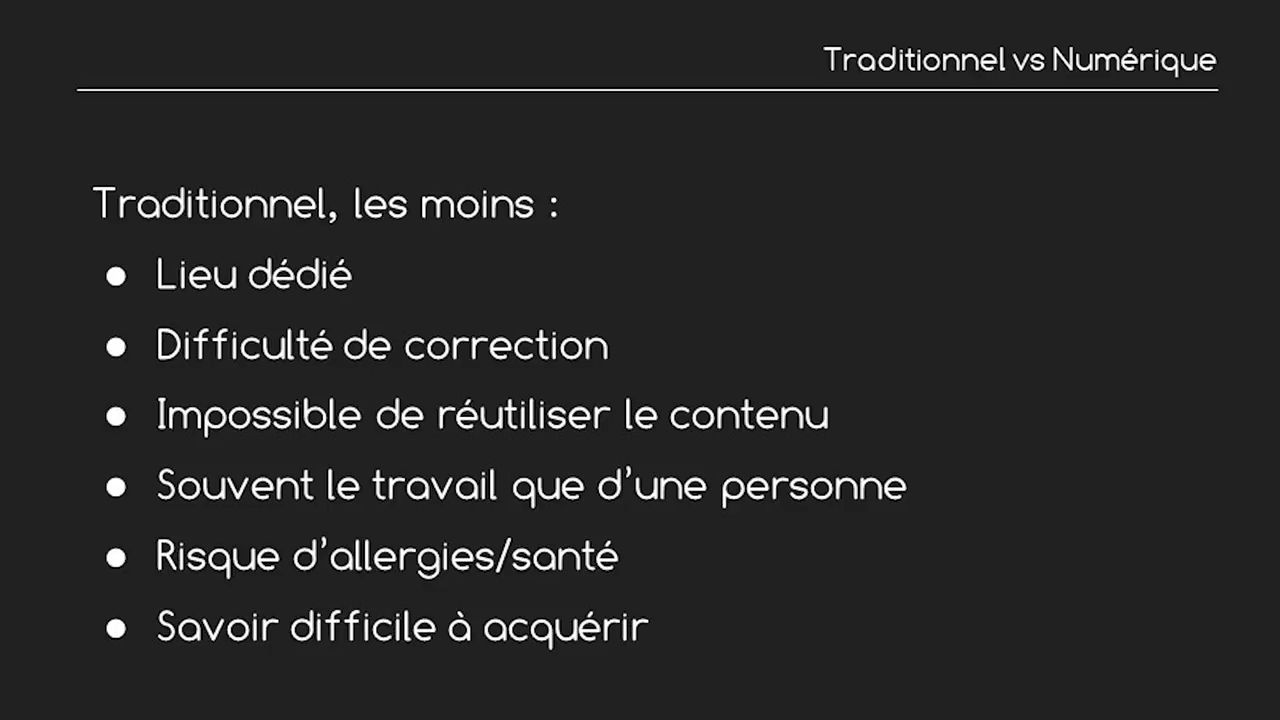 Traditionnel vs Numérique
Traditionnel, les moins :
● Lieu dédié
● Difficulté de correction
● Impossible de réutiliser le contenu
● Souvent le travail que d’une personne
● Risque d’allergies/santé
● Savoir difficile à acquérir